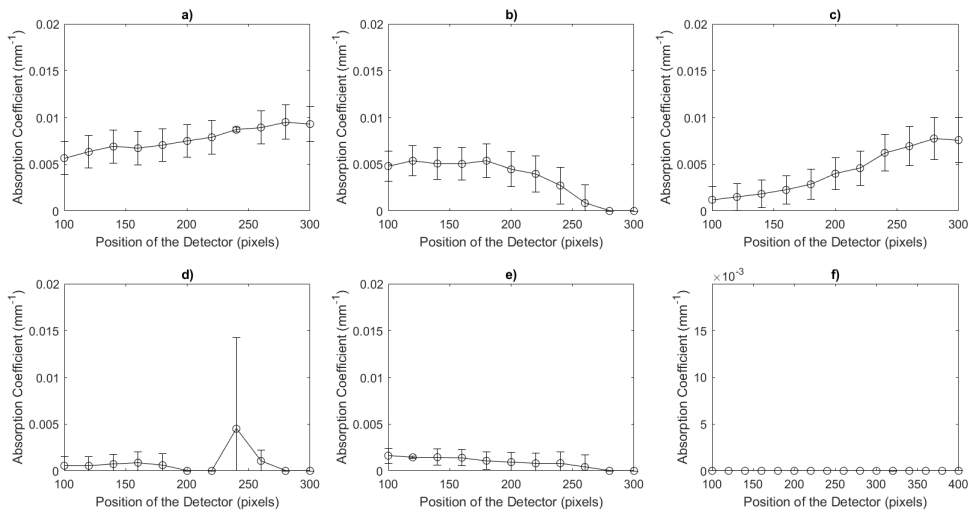 a)
0.02
0.015
0.01
0.005
0
Absorption Coefficient (mm⁻¹)
100 150 200 250 300
Position of the Detector (pixels)
b)
0.02
0.015
0.01
0.005
0
Absorption Coefficient (mm⁻¹)
100 150 200 250 300
Position of the Detector (pixels)
c)
0.02
0.015
0.01
0.005
0
Absorption Coefficient (mm⁻¹)
100 150 200 250 300
Position of the Detector (pixels)
d)
0.02
0.015
0.01
0.005
0
Absorption Coefficient (mm⁻¹)
100 150 200 250 300
Position of the Detector (pixels)
e)
0.02
0.015
0.01
0.005
0
Absorption Coefficient (mm⁻¹)
100 150 200 250 300
Position of the Detector (pixels)
f)
×10⁻³
15
10
5
0
Absorption Coefficient (mm⁻¹)
100 150 200 250 300 350 400
Position of the Detector (pixels)